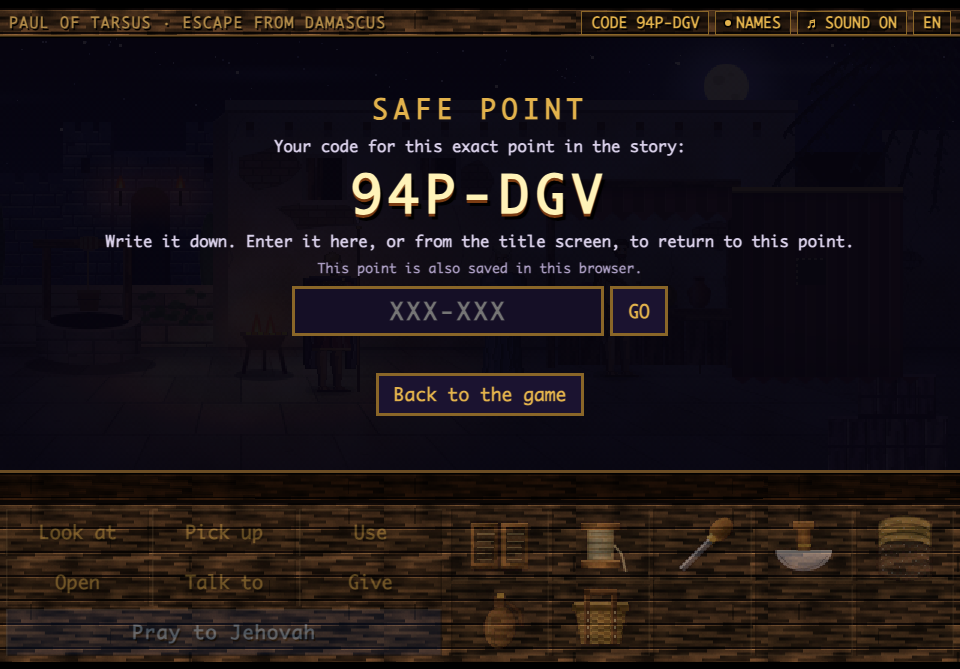 PAUL OF TARSUS · ESCAPE FROM DAMASCUS
CODE 94P-DGV
• NAMES
♬ SOUND ON
EN
SAFE POINT
Your code for this exact point in the story:
94P-DGV
Write it down. Enter it here, or from the title screen, to return to this point.
This point is also saved in this browser.
XXX-XXX
GO
Back to the game
Look at
Pick up
Use
Open
Talk to
Give
Pray to Jehovah